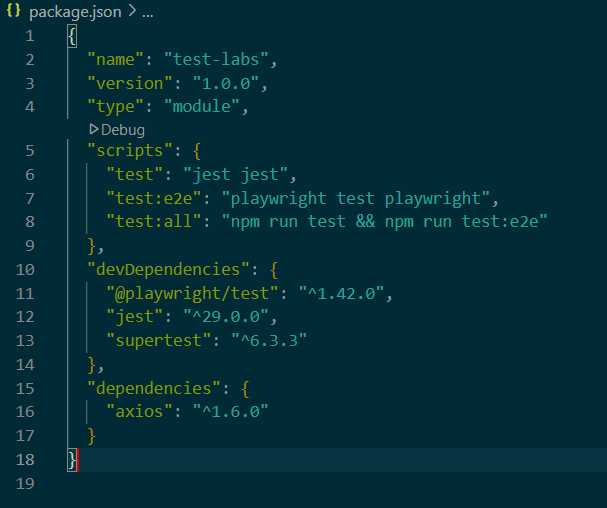 {} package.json > ...
1 {
2   "name": "test-labs",
3   "version": "1.0.0",
4   "type": "module",
Debug
5   "scripts": {
6     "test": "jest jest",
7     "test:e2e": "playwright test playwright",
8     "test:all": "npm run test && npm run test:e2e"
9   },
10   "devDependencies": {
11     "@playwright/test": "^1.42.0",
12     "jest": "^29.0.0",
13     "supertest": "^6.3.3"
14   },
15   "dependencies": {
16     "axios": "^1.6.0"
17   }
18 }
19